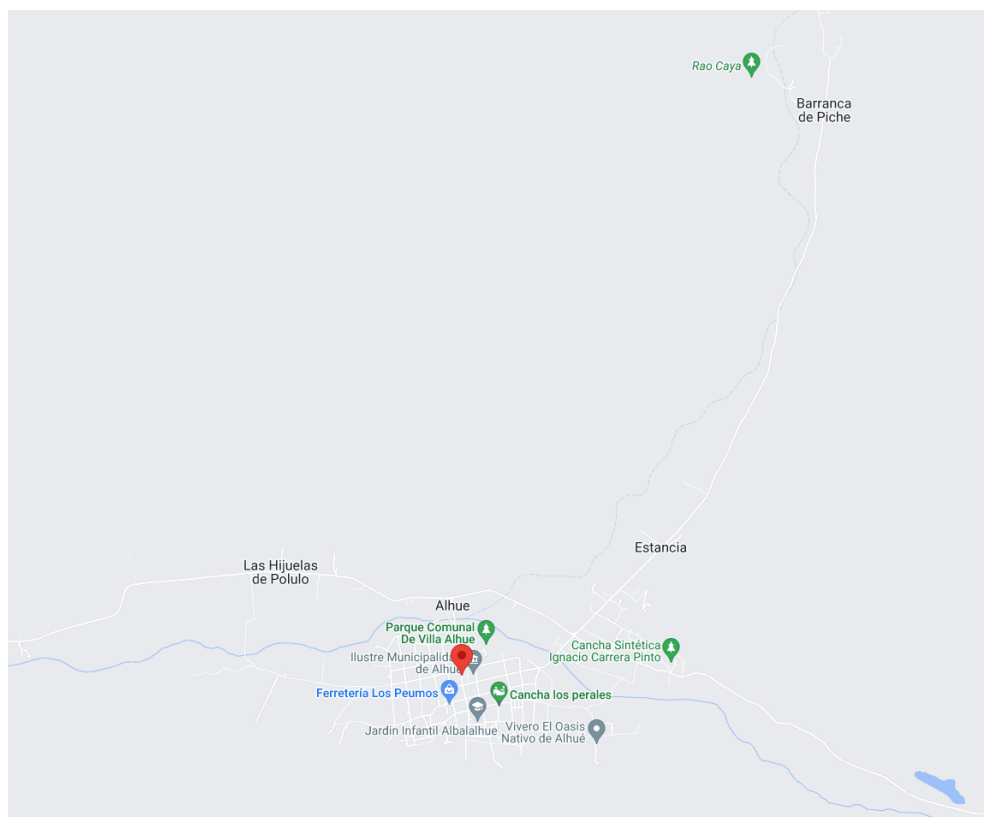 Rao Caya
Barranca
de Piche
Estancia
Las Hijuelas
de Polulo
Alhue
Parque Comunal
De Villa Alhue
Cancha Sintética
Ignacio Carrera Pinto
Ilustre Municipalid
de Alhué
Ferretería Los Peumos
Cancha los perales
Jardin Infantil Albalalhue
Vivero El Oasis
Nativo de Alhué